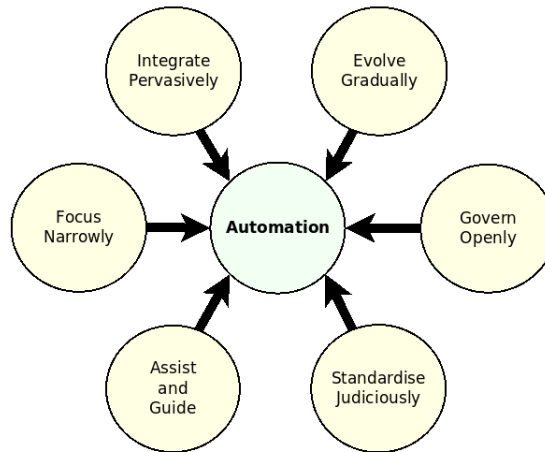 Integrate
Pervasively
Evolve
Gradually
Focus
Narrowly
Automation
Govern
Openly
Assist
and
Guide
Standardise
Judiciously